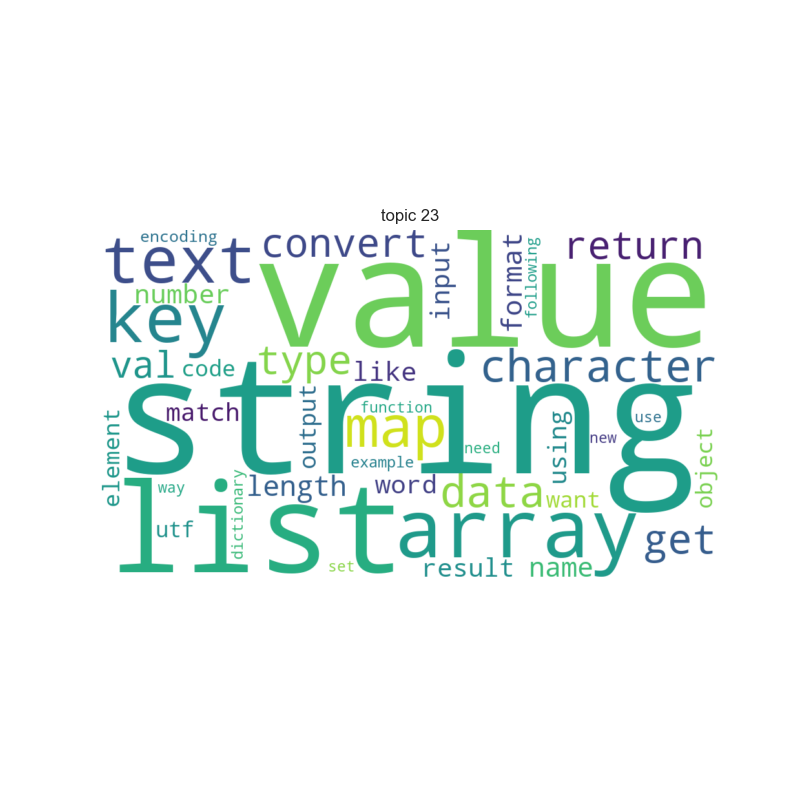 topic 23
encoding
text
convert
value
input
format
following
return
number
key
val
code
type
like
character
string
match
output
function
map
example
need
using
new
use
element
way
utf
dictionary
length
word
data
want
object
list
array
get
set
result
name